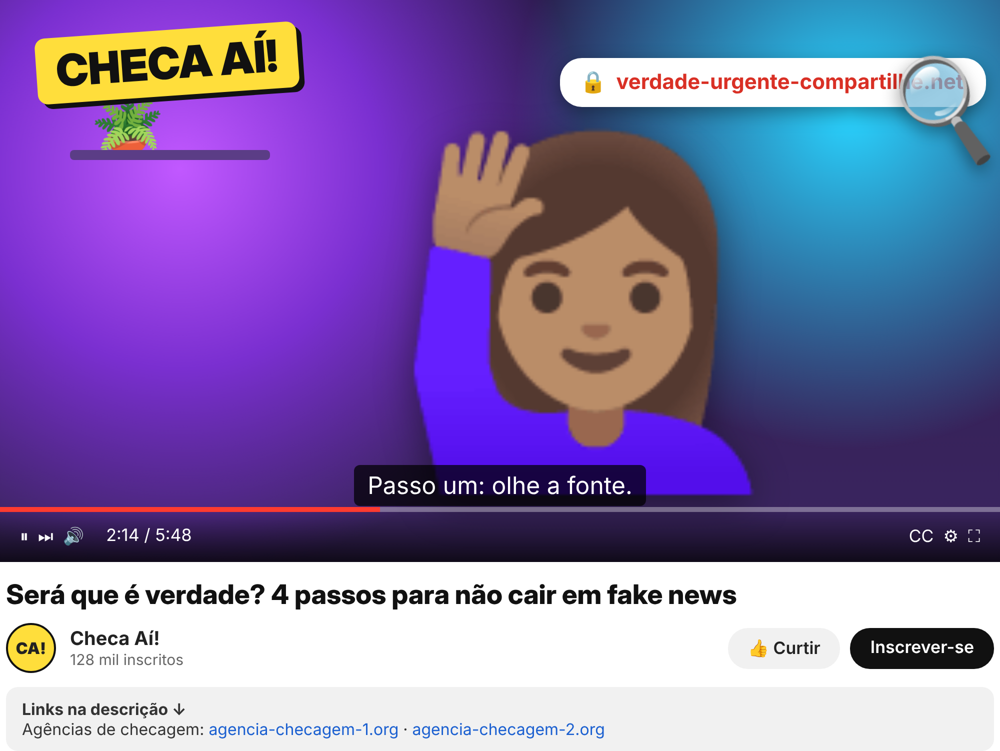 CHECA AÍ!
verdade-urgente-compartilhe.net
Passo um: olhe a fonte.
2:14 / 5:48
CC
Será que é verdade? 4 passos para não cair em fake news
CA!
Checa Aí!
128 mil inscritos
👍 Curtir
Inscrever-se
Links na descrição ↓
Agências de checagem: agencia-checagem-1.org · agencia-checagem-2.org